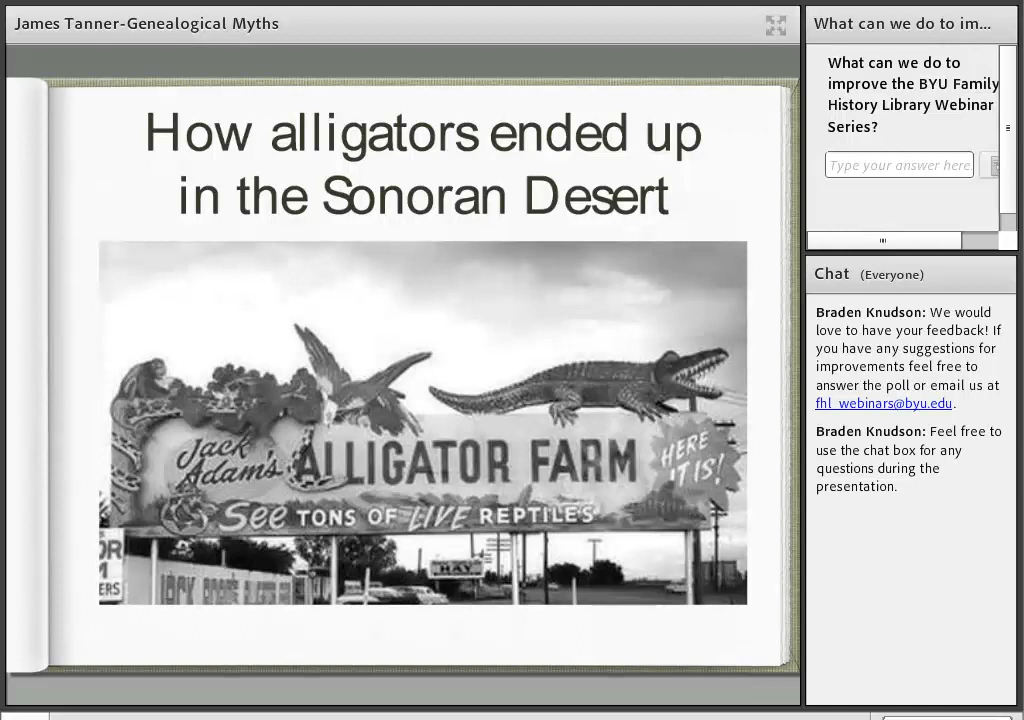 James Tanner-Genealogical Myths
How alligators ended up
in the Sonoran Desert
Jack
Adam's ALLIGATOR FARM
HERE
IT IS!
See TONS OF LIVE REPTILES
HAY
JACK ADAM'S ALLIGATOR
What can we do to im...
What can we do to
improve the BYU Family
History Library Webinar
Series?
Type your answer here.
Chat (Everyone)
Braden Knudson: We would
love to have your feedback! If
you have any suggestions for
improvements feel free to
answer the poll or email us at
fhl_webinars@byu.edu.
Braden Knudson: Feel free to
use the chat box for any
questions during the
presentation.